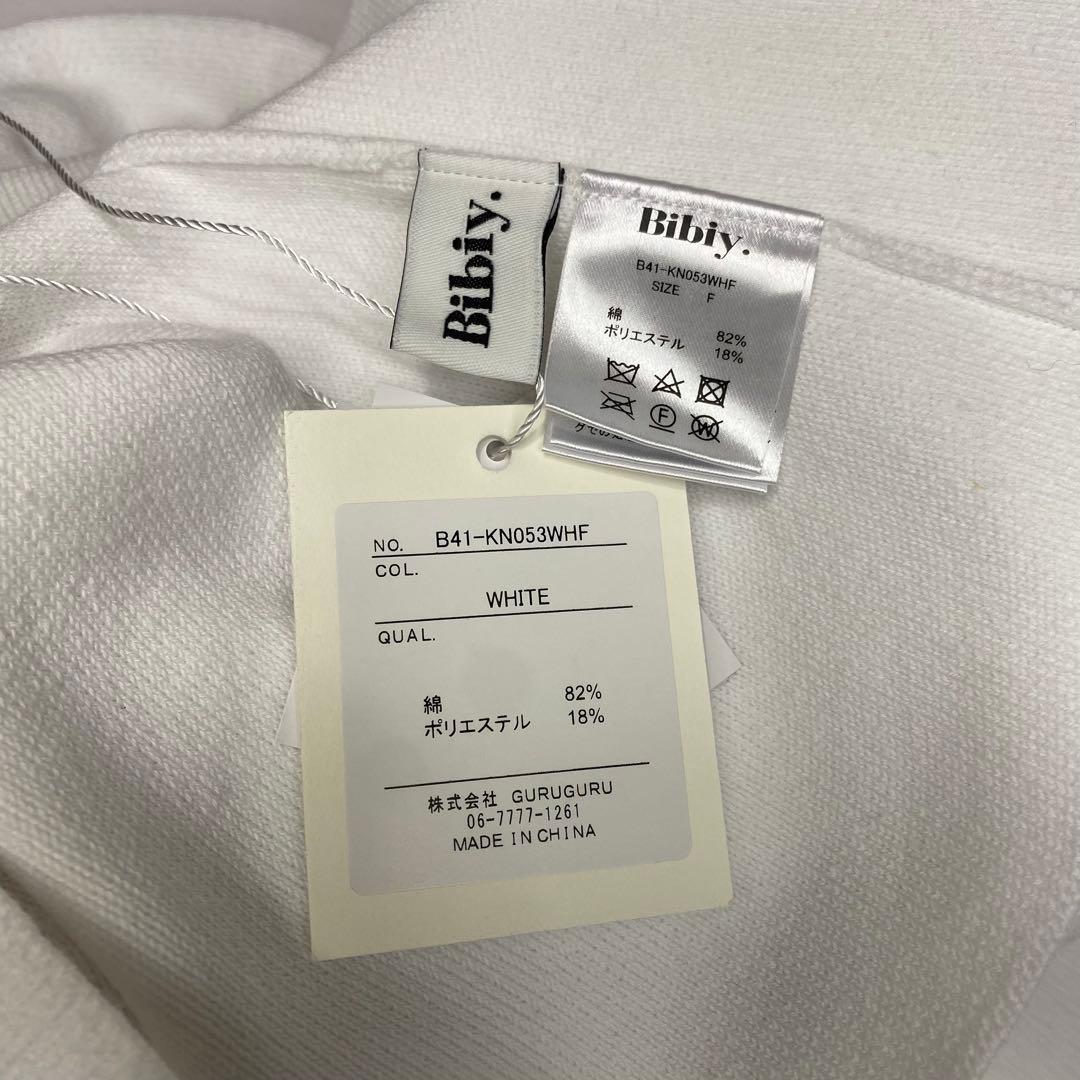 Bibiy.
Bibiy.
B41-KN053WHF
SIZE F
綿 82%
ポリエステル 18%
F
W
NO. B41-KN053WHF
COL.
WHITE
QUAL.
綿 82%
ポリエステル 18%
株式会社 GURUGURU
06-7777-1261
MADE IN CHINA